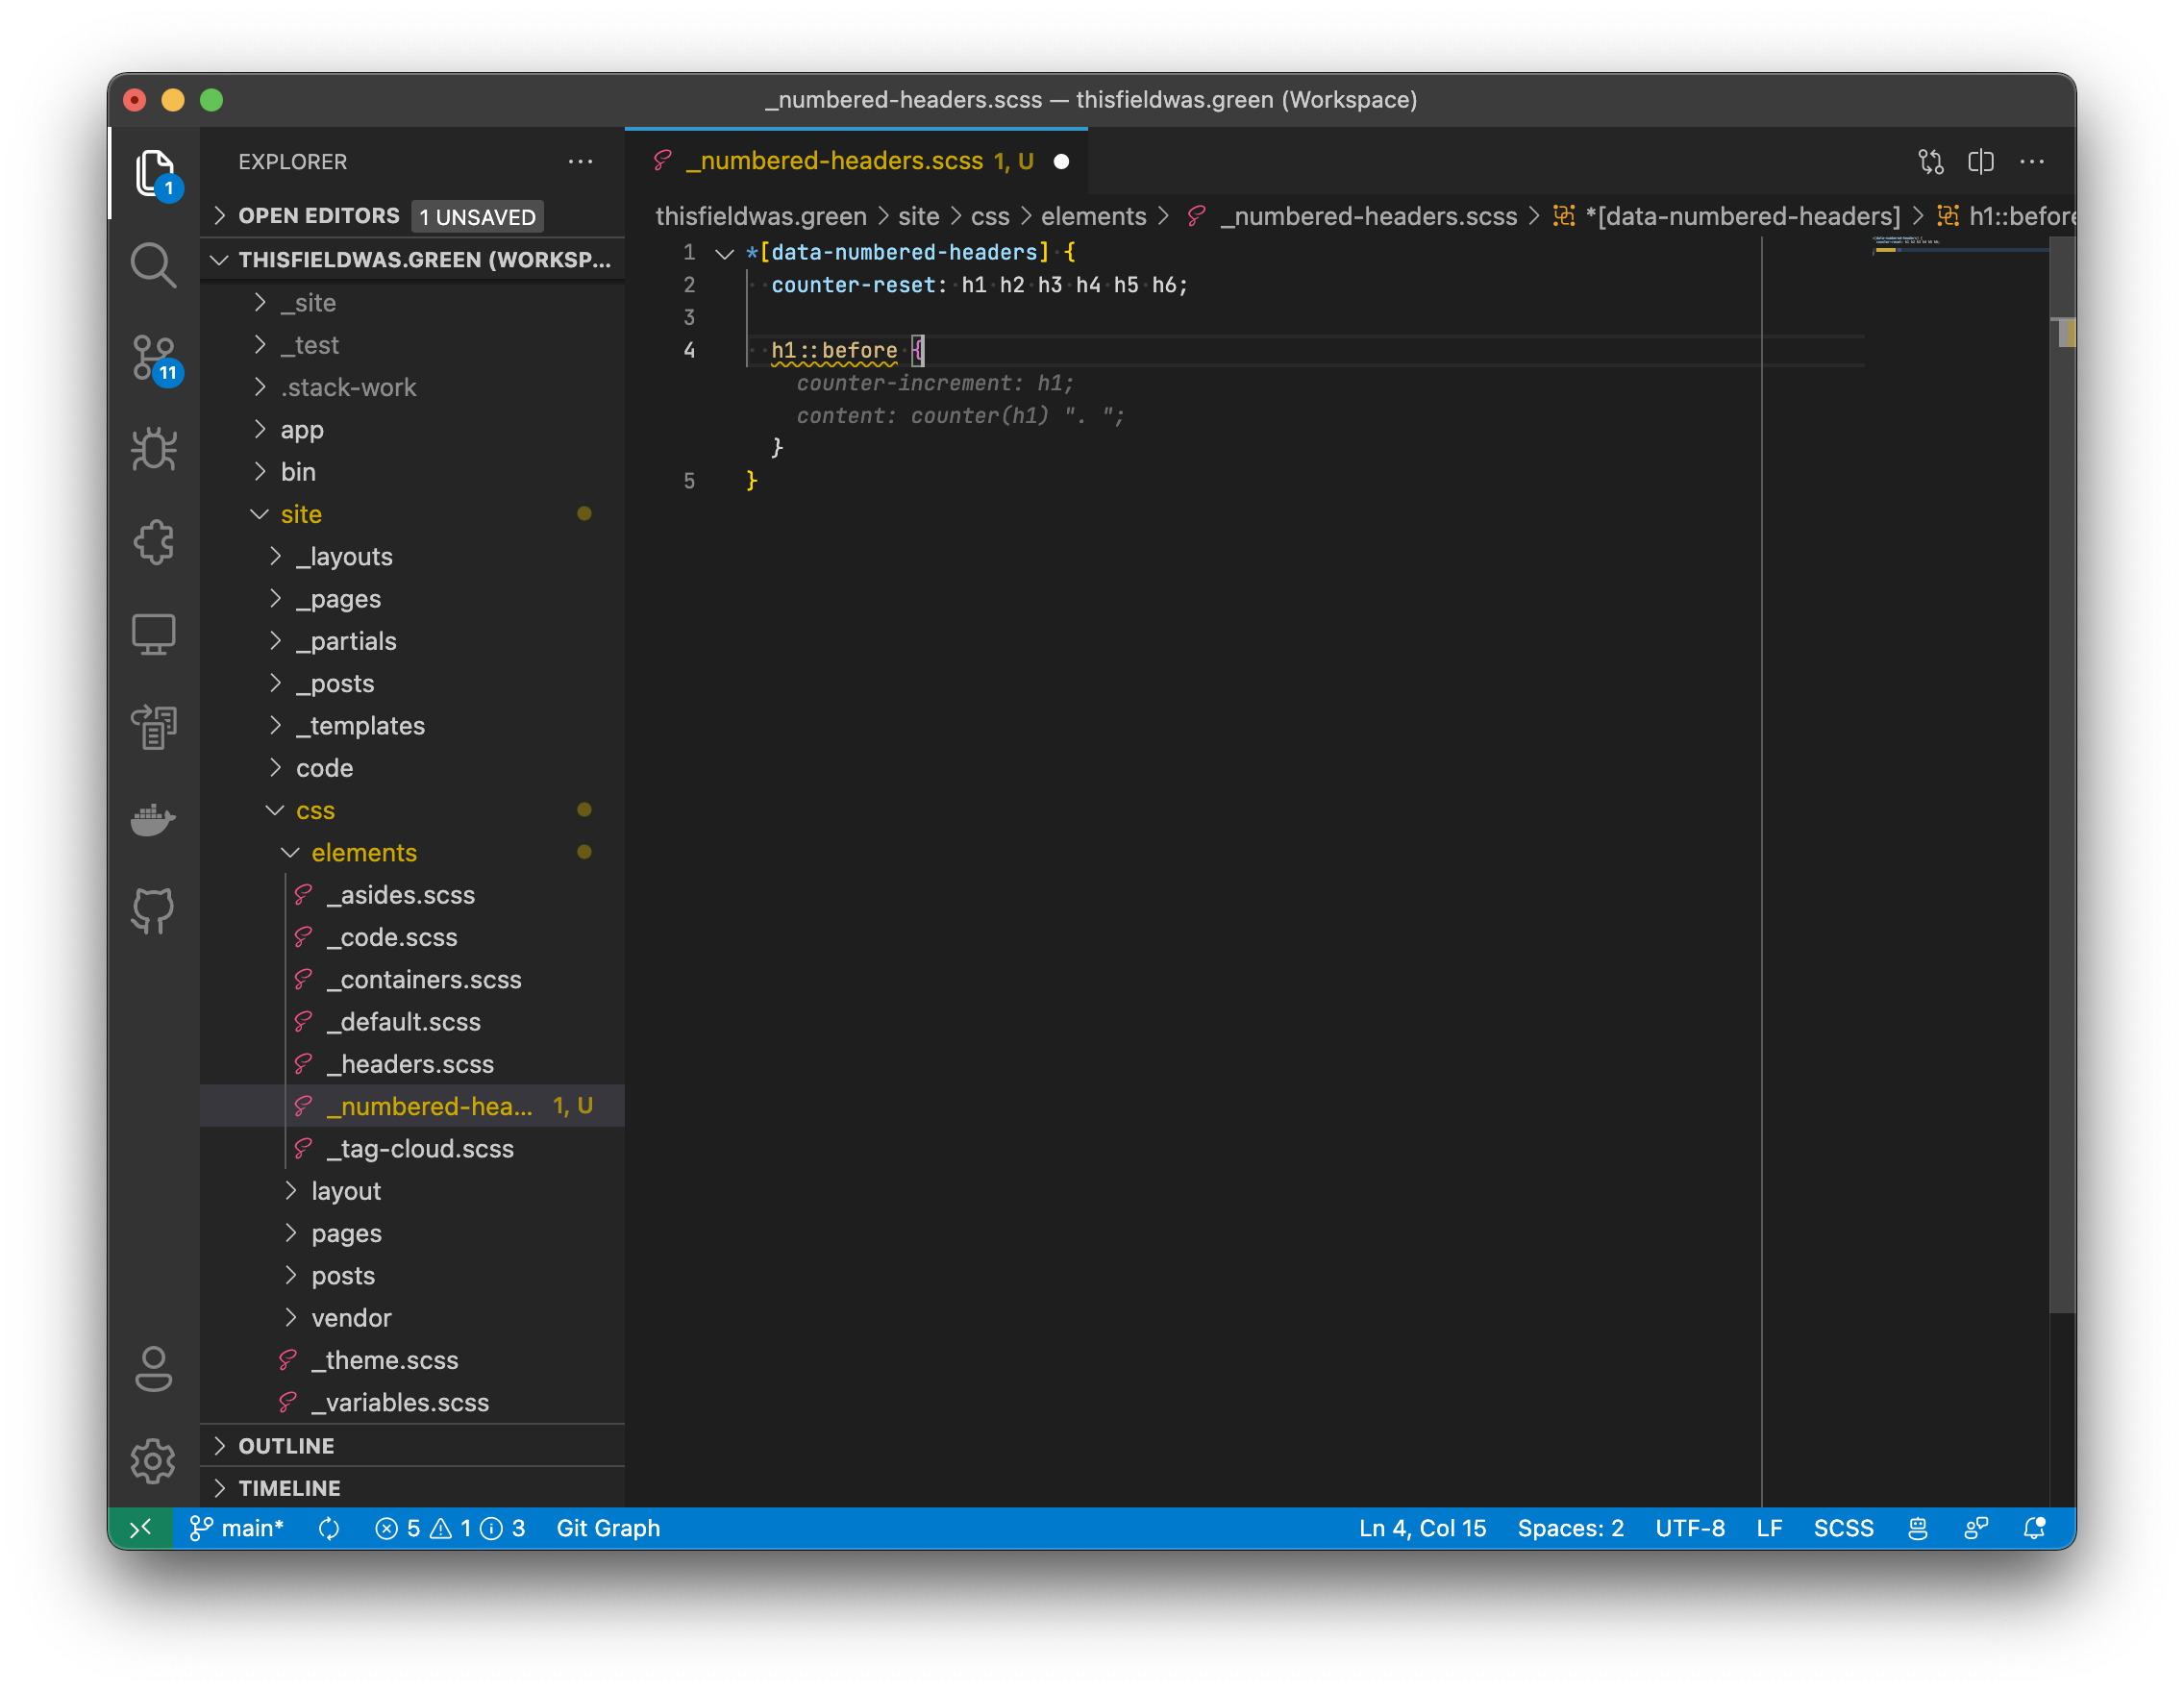 _numbered-headers.scss — thisfieldwas.green (Workspace)
EXPLORER
1
OPEN EDITORS 1 UNSAVED
THISFIELDWAS.GREEN (WORKSP...
_site
_test
.stack-work
11
app
bin
site
_layouts
_pages
_partials
_posts
_templates
code
css
elements
_asides.scss
_code.scss
_containers.scss
_default.scss
_headers.scss
_numbered-hea... 1, U
_tag-cloud.scss
layout
pages
posts
vendor
_theme.scss
_variables.scss
OUTLINE
TIMELINE
_numbered-headers.scss 1, U
thisfieldwas.green > site > css > elements > _numbered-headers.scss > *[data-numbered-headers] > h1::before
1 *[data-numbered-headers] {
2 counter-reset: h1 h2 h3 h4 h5 h6;
3
4 h1::before {
counter-increment: h1;
content: counter(h1) ". ";
}
5 }
main* 5 1 3 Git Graph Ln 4, Col 15 Spaces: 2 UTF-8 LF SCSS